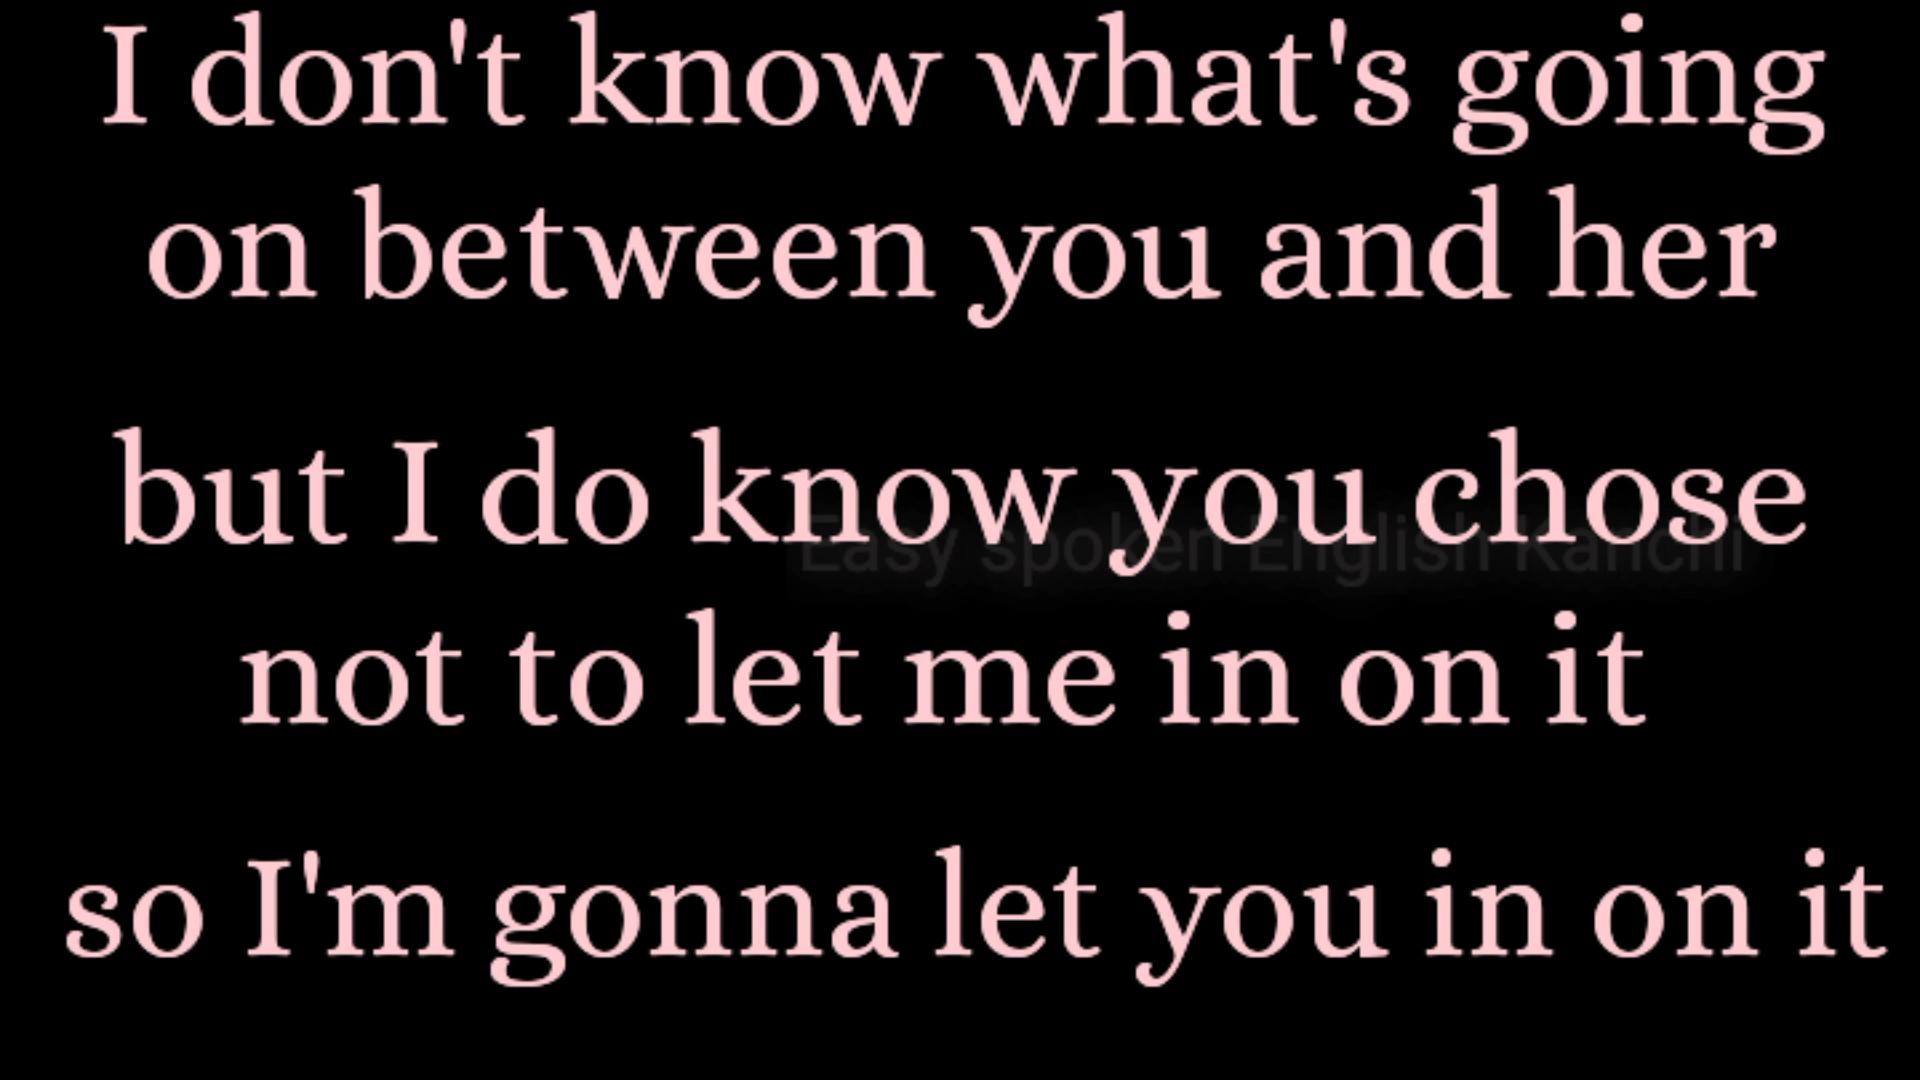 I don't know what's going
on between you and her
but I do know you chose
Easy spoken English Kanchi
not to let me in on it
so I'm gonna let you in on it